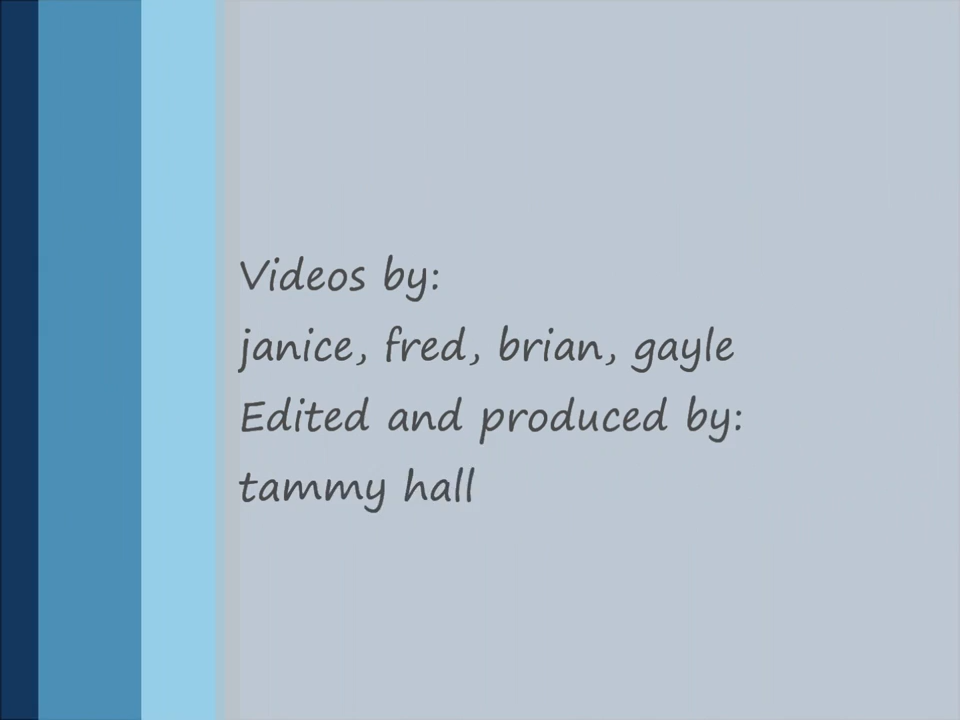 Videos by:
janice, fred, brian, gayle
Edited and produced by:
tammy hall